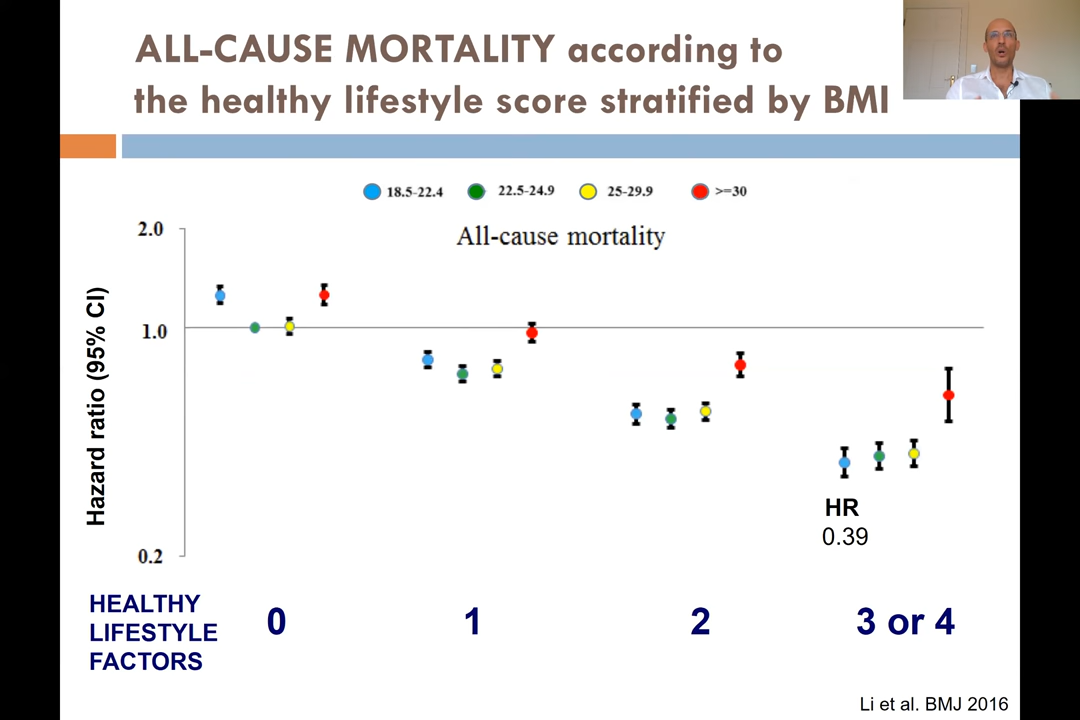 ALL-CAUSE MORTALITY according to
the healthy lifestyle score stratified by BMI
18.5-22.4 22.5-24.9 25-29.9 >=30
All-cause mortality
Hazard ratio (95% CI)
2.0
1.0
0.2
HR
0.39
HEALTHY
LIFESTYLE
FACTORS
0 1 2 3 or 4
Li et al. BMJ 2016